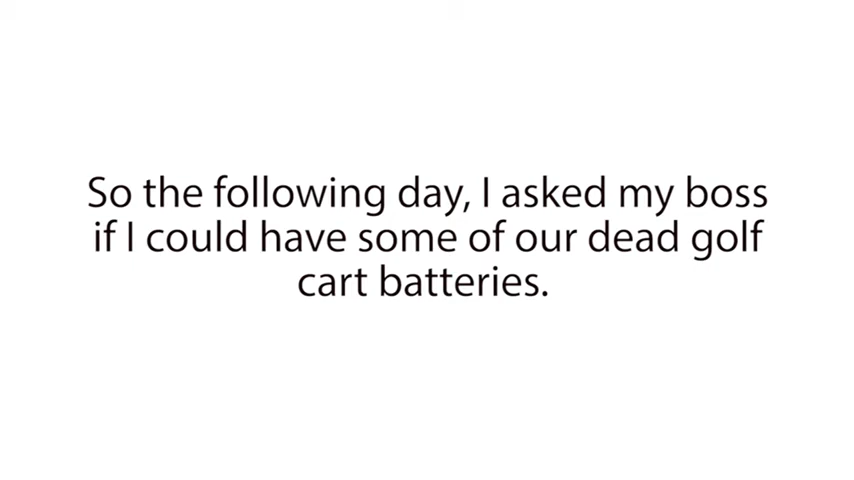 So the following day, I asked my boss
if I could have some of our dead golf
cart batteries.